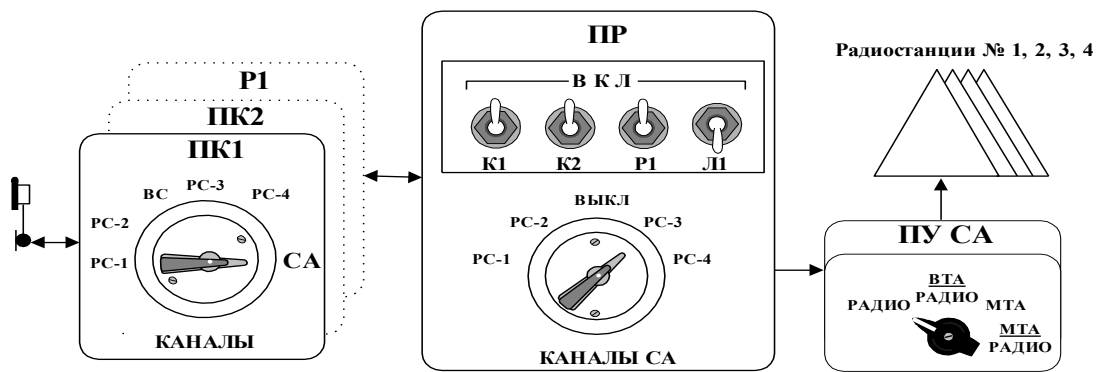 Р1
ПК2
ПК1
ВС
РС-3
РС-4
РС-2
РС-1
СА
КАНАЛЫ
ПР
В К Л
К1
К2
Р1
Л1
ВЫКЛ
РС-2
РС-3
РС-1
РС-4
КАНАЛЫ СА
Радиостанции № 1, 2, 3, 4
ПУ СА
ВТА
РАДИО
РАДИО
МТА
МТА
РАДИО